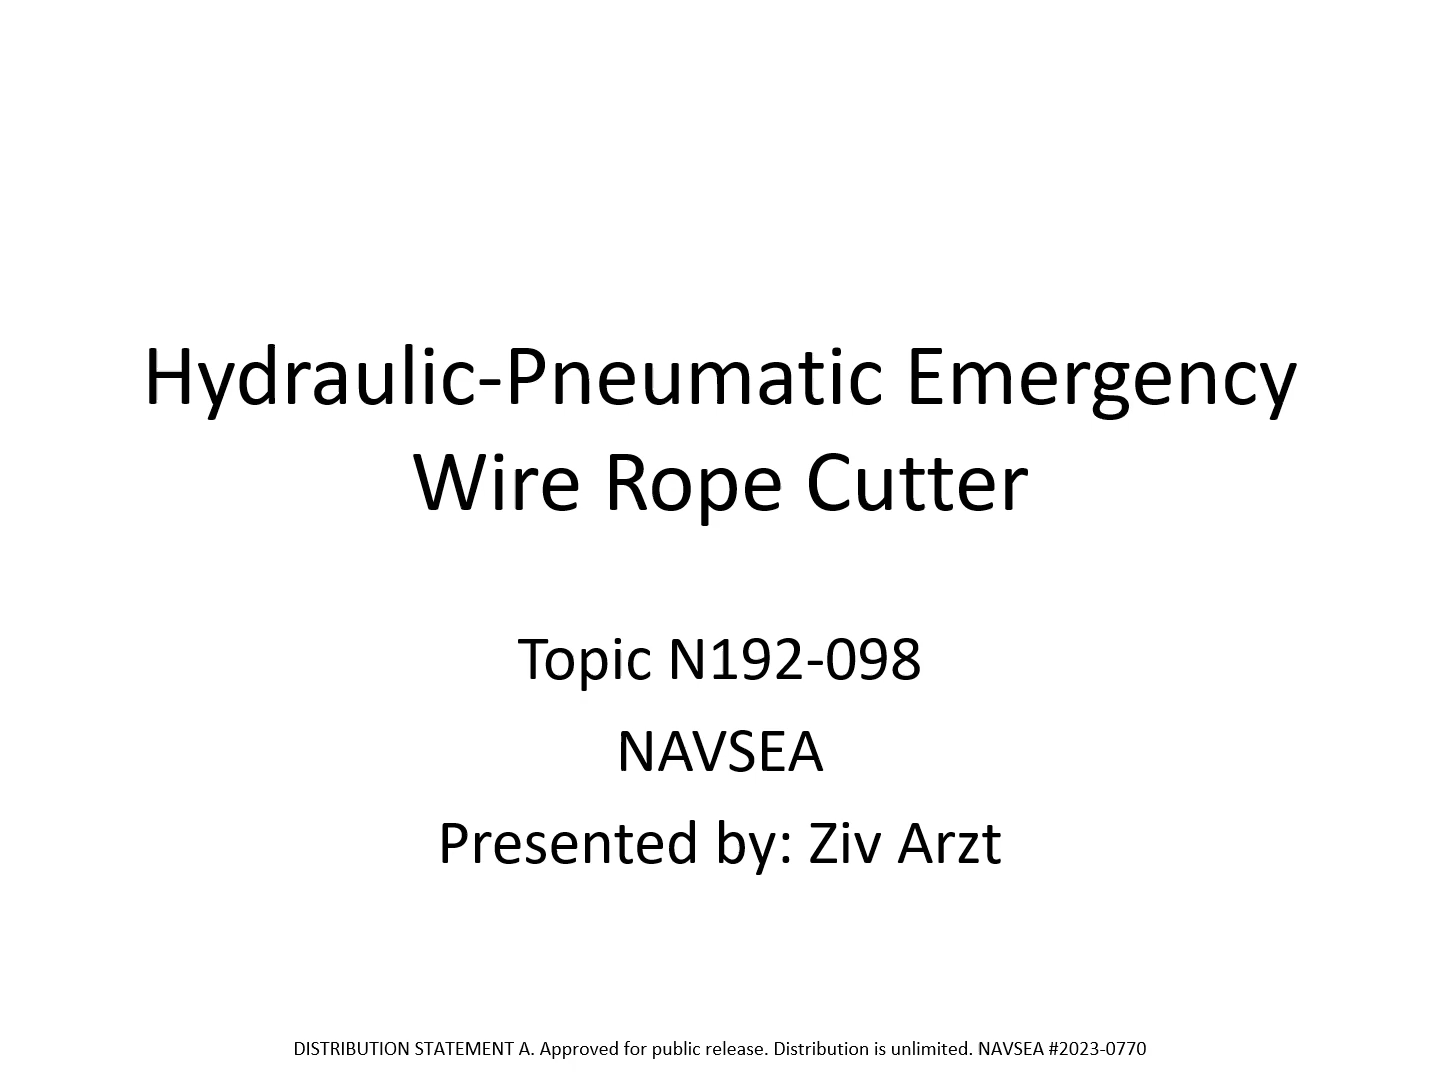 Hydraulic-Pneumatic Emergency
Wire Rope Cutter
Topic N192-098
NAVSEA
Presented by: Ziv Arzt
DISTRIBUTION STATEMENT A. Approved for public release. Distribution is unlimited. NAVSEA #2023-0770